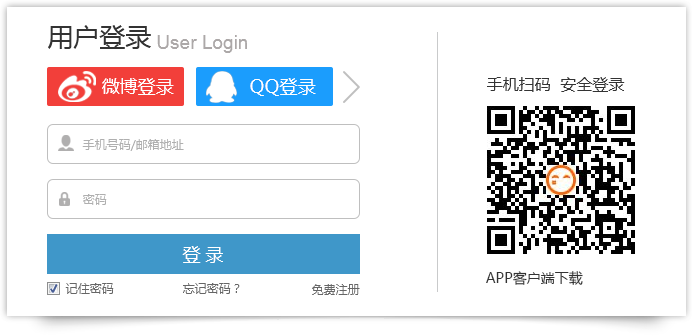 用户登录 User Login
微博登录 QQ登录
手机号码/邮箱地址
密码
登 录
记住密码 忘记密码？ 免费注册
手机扫码 安全登录
APP客户端下载